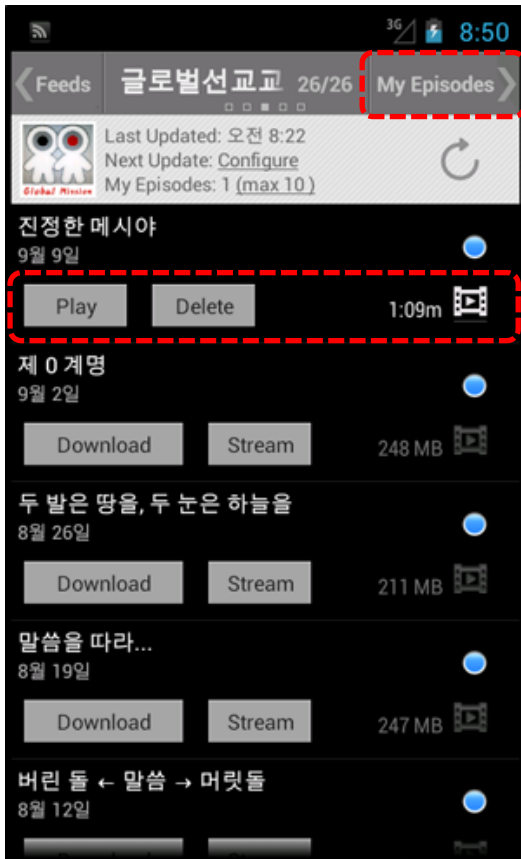 3G 8:50
Feeds 글로벌선교교 26/26 My Episodes
Last Updated: 오전 8:22
Next Update: Configure
My Episodes: 1 (max 10 )
Global Mission
진정한 메시야
9월 9일
Play Delete 1:09m
제 0 계명
9월 2일
Download Stream 248 MB
두 발은 땅을, 두 눈은 하늘을
8월 26일
Download Stream 211 MB
말씀을 따라...
8월 19일
Download Stream 247 MB
버린 돌 ← 말씀 → 머릿돌
8월 12일
Download Stream